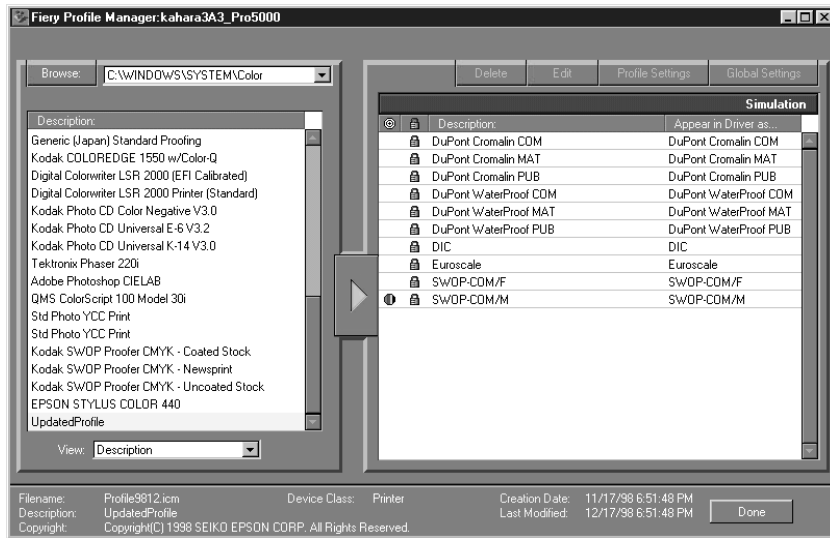 Fiery Profile Manager:kahara3A3_Pro5000
Browse: C:\WINDOWS\SYSTEM\Color
Description:
Generic (Japan) Standard Proofing
Kodak COLOREDGE 1550 w/Color-Q
Digital Colorwriter LSR 2000 (EFI Calibrated)
Digital Colorwriter LSR 2000 Printer (Standard)
Kodak Photo CD Color Negative V3.0
Kodak Photo CD Universal E-6 V3.2
Kodak Photo CD Universal K-14 V3.0
Tektronix Phaser 220i
Adobe Photoshop CIELAB
QMS ColorScript 100 Model 30i
Std Photo YCC Print
Std Photo YCC Print
Kodak SWOP Proofer CMYK - Coated Stock
Kodak SWOP Proofer CMYK - Newsprint
Kodak SWOP Proofer CMYK - Uncoated Stock
EPSON STYLUS COLOR 440
UpdatedProfile
View: Description
Delete Edit Profile Settings Global Settings
Simulation
Description: Appear in Driver as...
DuPont Cromalin COM DuPont Cromalin COM
DuPont Cromalin MAT DuPont Cromalin MAT
DuPont Cromalin PUB DuPont Cromalin PUB
DuPont WaterProof COM DuPont WaterProof COM
DuPont WaterProof MAT DuPont WaterProof MAT
DuPont WaterProof PUB DuPont WaterProof PUB
DIC DIC
Euroscale Euroscale
SWOP-COM/F SWOP-COM/F
SWOP-COM/M SWOP-COM/M
Filename: Profile9812.icm Device Class: Printer Creation Date: 11/17/98 6:51:48 PM
Description: UpdatedProfile Last Modified: 12/17/98 6:51:48 PM
Copyright: Copyright(C) 1998 SEIKO EPSON CORP. All Rights Reserved.
Done